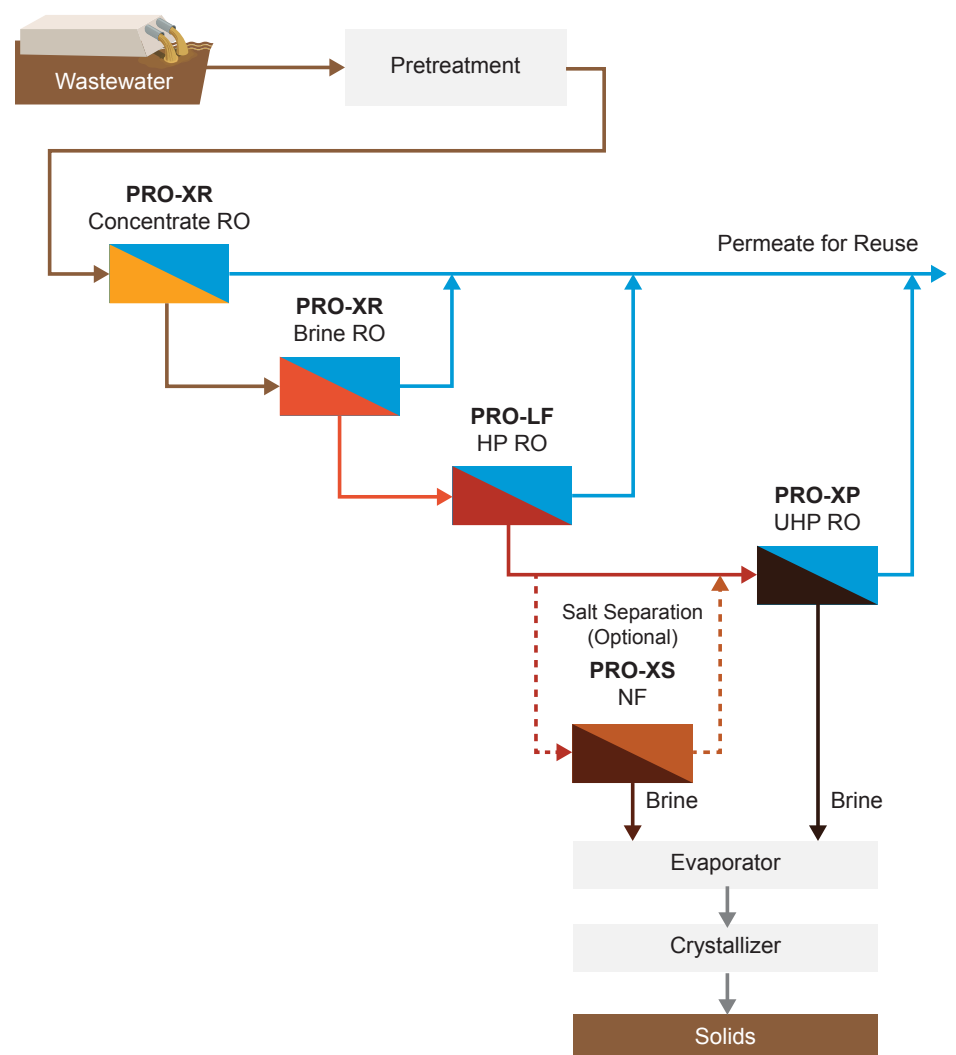 Wastewater
Pretreatment
PRO-XR
Concentrate RO
Permeate for Reuse
PRO-XR
Brine RO
PRO-LF
HP RO
PRO-XP
UHP RO
Salt Separation
(Optional)
PRO-XS
NF
Brine
Brine
Evaporator
Crystallizer
Solids